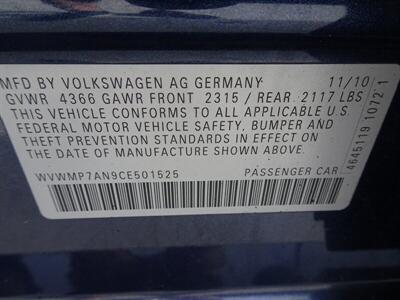 MFD BY VOLKSWAGEN AG GERMANY 11/10
GVWR 4366 GAWR FRONT 2315 / REAR 2117 LBS
THIS VEHICLE CONFORMS TO ALL APPLICABLE U.S.
FEDERAL MOTOR VEHICLE SAFETY, BUMPER AND
THEFT PREVENTION STANDARDS IN EFFECT ON THE
DATE OF MANUFACTURE SHOWN ABOVE.
WVWMP7AN9CE501525 PASSENGER CAR
4645119 1072 1